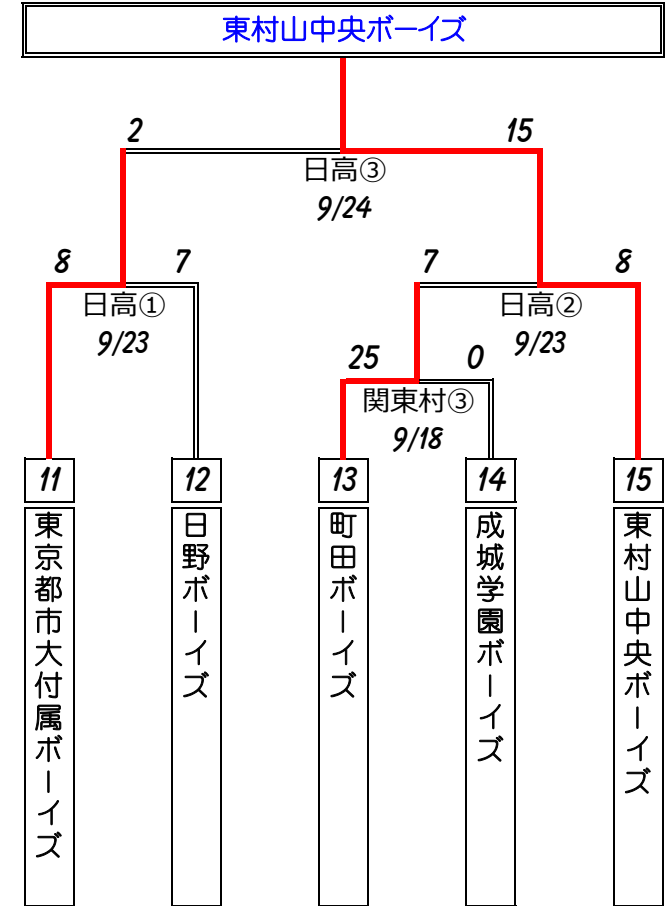 東村山中央ボーイズ
2 15
日高③
9/24
8 7 7 8
日高① 日高②
9/23 9/23
25 0
関東村③
9/18
11 12 13 14 15
東京都市大付属ボーイズ
日野ボーイズ
町田ボーイズ
成城学園ボーイズ
東村山中央ボーイズ